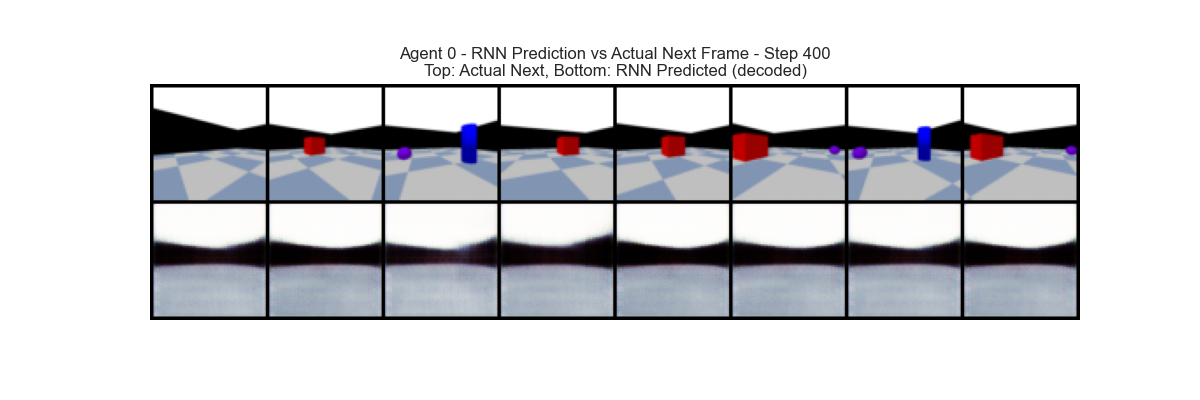 Agent 0 - RNN Prediction vs Actual Next Frame - Step 400
Top: Actual Next, Bottom: RNN Predicted (decoded)